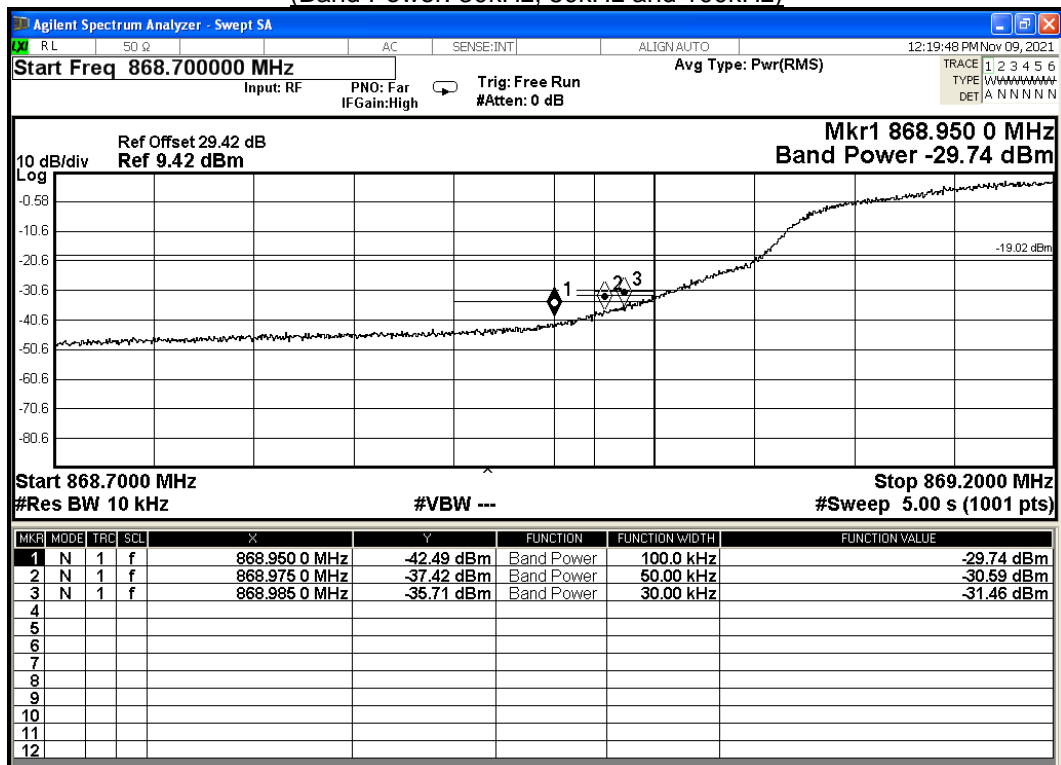 (Band Power: 30kHz, 50kHz and 100kHz)
Agilent Spectrum Analyzer - Swept SA
LXI RL 50 Ω AC SENSE:INT ALIGN AUTO 12:19:48 PM Nov 09, 2021
Start Freq 868.700000 MHz
Input: RF
PNO: Far
IFGain:High
Trig: Free Run
#Atten: 0 dB
Avg Type: Pwr(RMS)
TRACE 1 2 3 4 5 6
TYPE
DET A N N N N N
Mkr1 868.950 0 MHz
Band Power -29.74 dBm
Ref Offset 29.42 dB
10 dB/div Ref 9.42 dBm
Log
-0.58
-10.6
-19.02 dBm
-20.6
-30.6
1 2 3
-40.6
-50.6
-60.6
-70.6
-80.6
Start 868.7000 MHz Stop 869.2000 MHz
#Res BW 10 kHz #VBW --- #Sweep 5.00 s (1001 pts)
MKR MODE TRC SCL X Y FUNCTION FUNCTION WIDTH FUNCTION VALUE
1 N 1 f 868.950 0 MHz -42.49 dBm Band Power 100.0 kHz -29.74 dBm
2 N 1 f 868.975 0 MHz -37.42 dBm Band Power 50.00 kHz -30.59 dBm
3 N 1 f 868.985 0 MHz -35.71 dBm Band Power 30.00 kHz -31.46 dBm
4
5
6
7
8
9
10
11
12